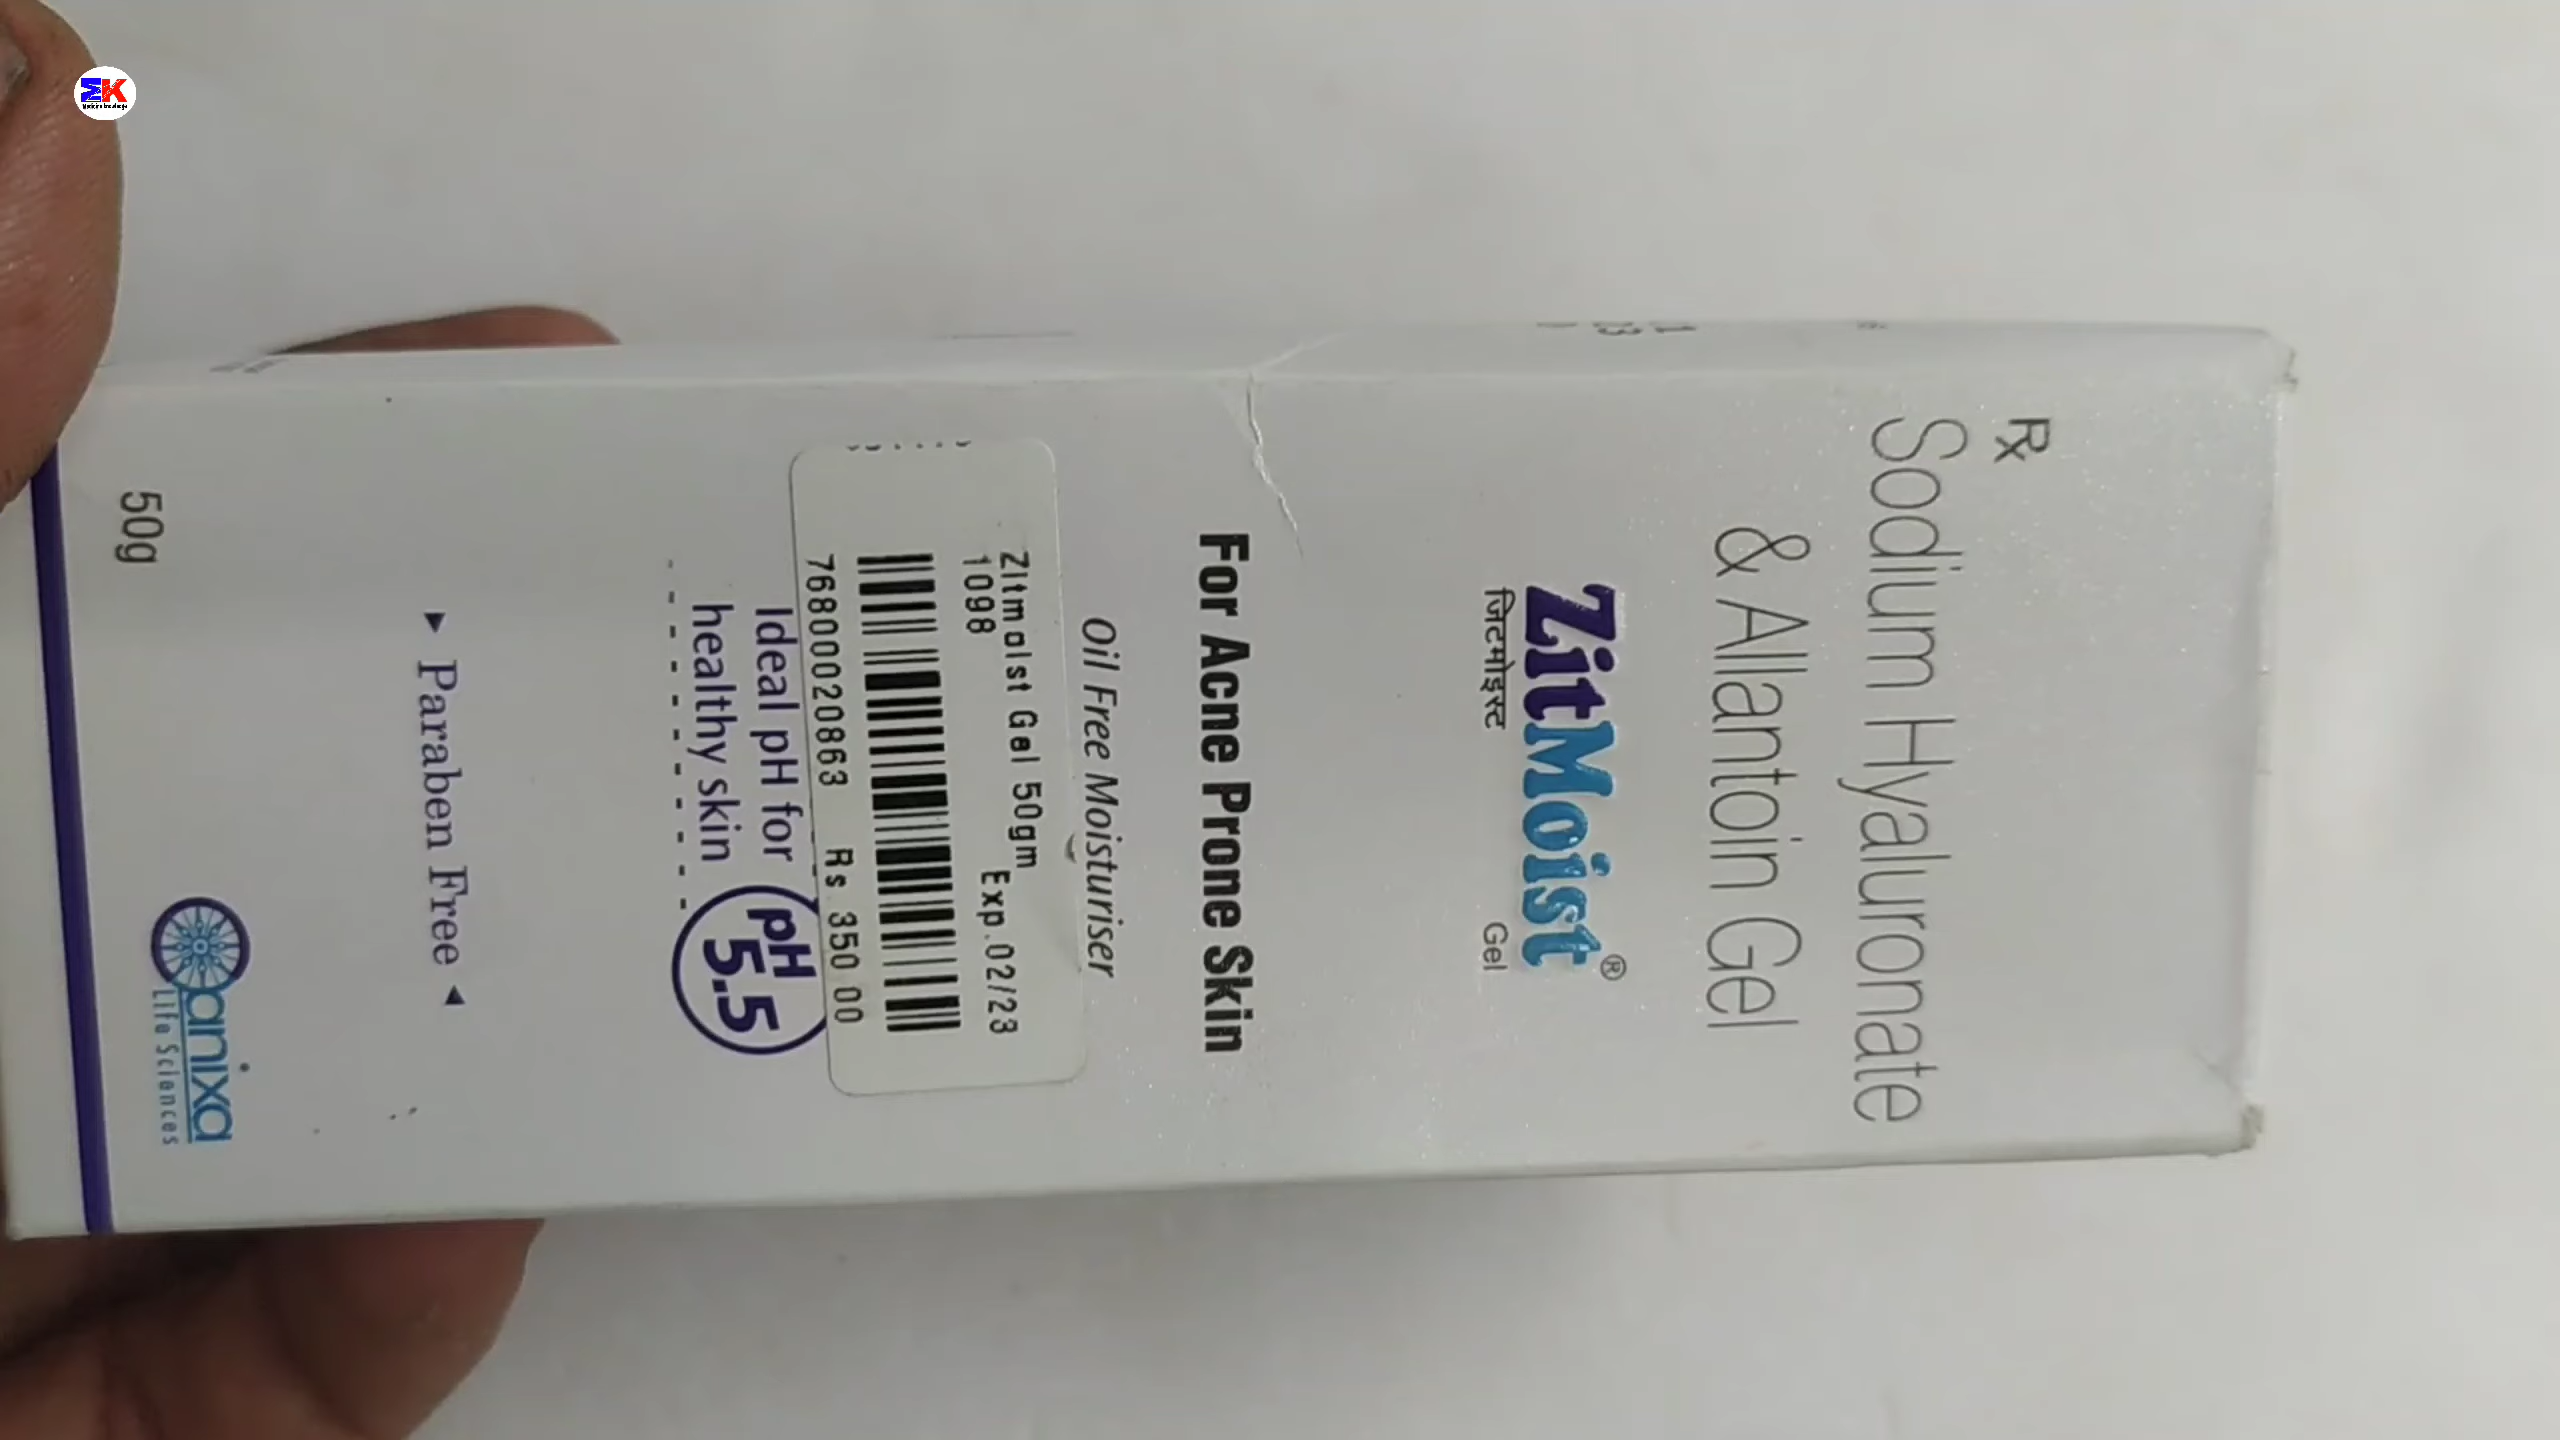 MK
Rx
Sodium Hyaluronate
& Allantoin Gel
ZitMoist®
जिटमोइस्ट Gel
For Acne Prone Skin
Oil Free Moisturiser
Zitmoist Gel 50gm
1098 Exp.02/23
76800020863 Rs 350 00
Ideal pH for
healthy skin
pH
5.5
Paraben Free
50g
anixa
Life Sciences